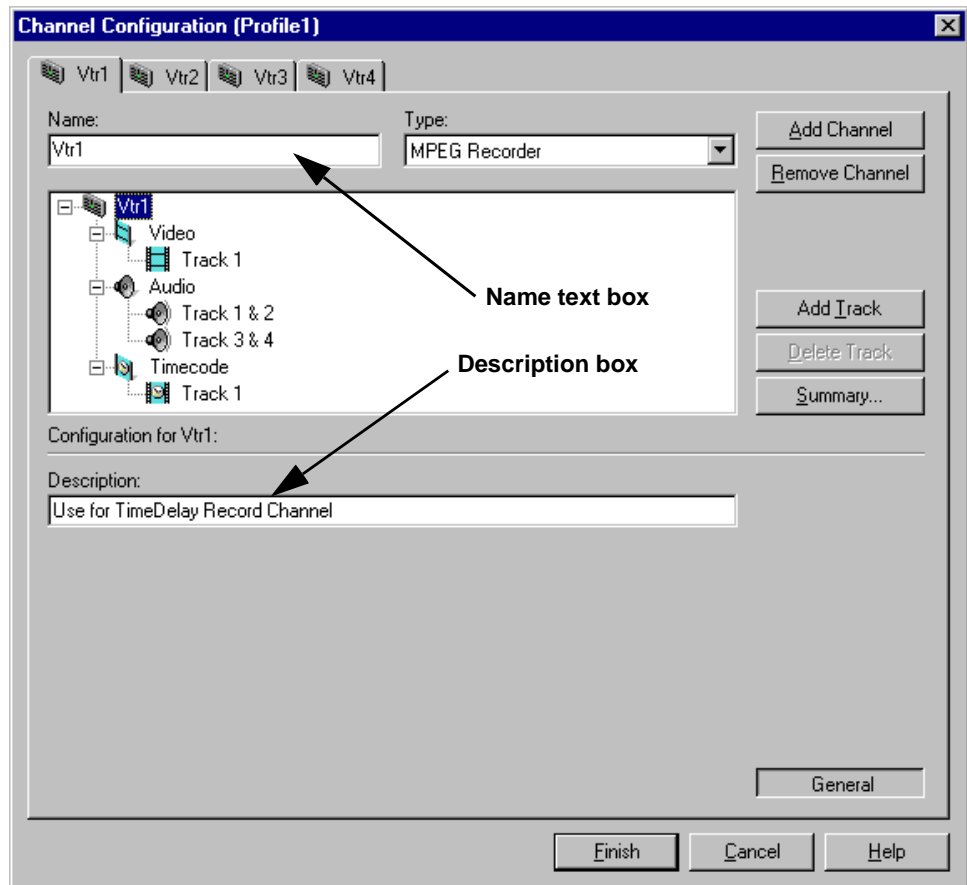 Channel Configuration (Profile1)
Vtr1 Vtr2 Vtr3 Vtr4
Name: Type:
Vtr1 MPEG Recorder
Add Channel
Remove Channel
Vtr1
Video
Track 1
Audio
Track 1 & 2
Track 3 & 4
Timecode
Track 1
Name text box
Description box
Add Track
Delete Track
Summary...
Configuration for Vtr1:
Description:
Use for TimeDelay Record Channel
General
Finish Cancel Help